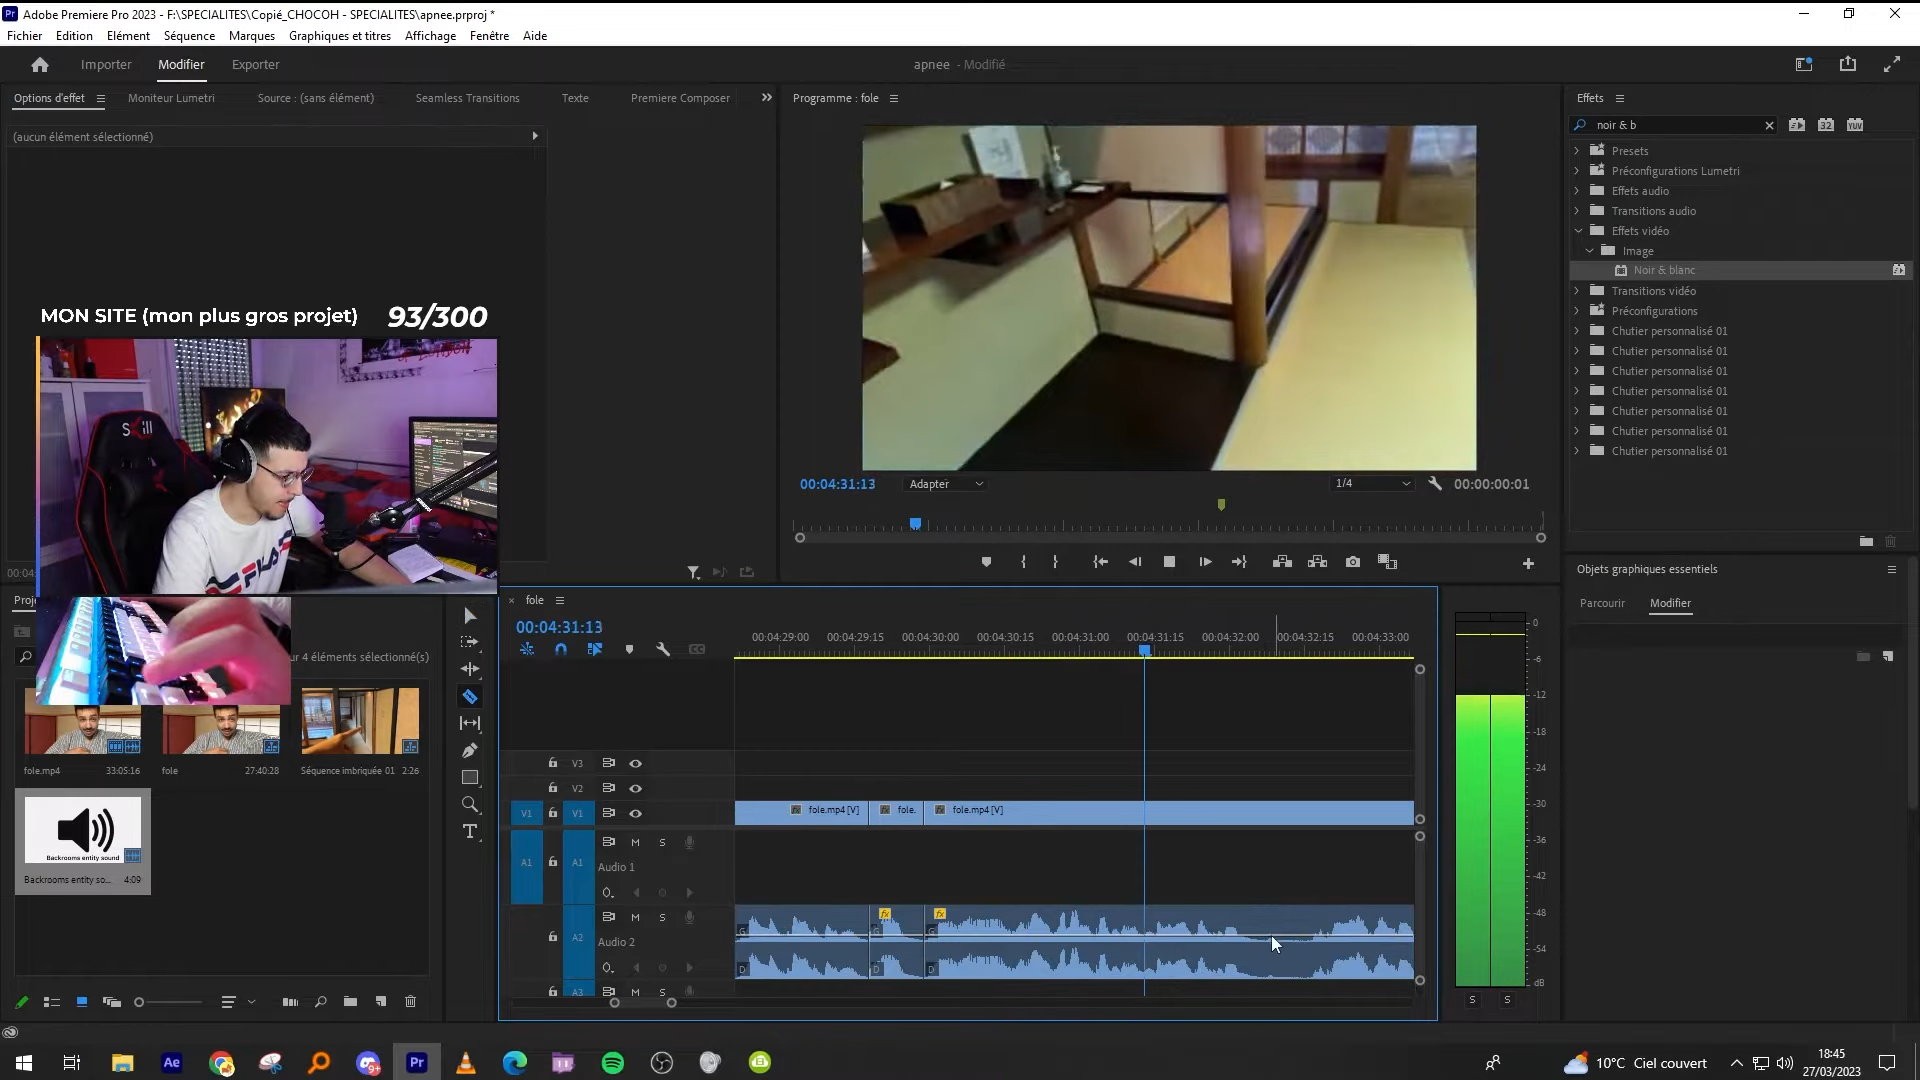 Adobe Premiere Pro 2023 - F:\SPECIALITES\Copié_CHOCOH - SPECIALITES\apnee.prproj *
Fichier Edition Elément Séquence Marques Graphiques et titres Affichage Fenêtre Aide
Importer Modifier Exporter
apnee - Modifié
Options d'effet Moniteur Lumetri Source : (sans élément) Seamless Transitions Texte Premiere Composer
(aucun élément sélectionné)
MON SITE (mon plus gros projet) 93/300
Programme : fole
00:04:31:13 Adapter 1/4 00:00:00:01
Effets
noir & b
32 YUV
Presets
Préconfigurations Lumetri
Effets audio
Transitions audio
Effets vidéo
Image
Noir & blanc
Transitions vidéo
Préconfigurations
Chutier personnalisé 01
Chutier personnalisé 01
Chutier personnalisé 01
Chutier personnalisé 01
Chutier personnalisé 01
Chutier personnalisé 01
Chutier personnalisé 01
Objets graphiques essentiels
Parcourir Modifier
00:04:
Proj
ur 4 éléments sélectionné(s)
fole.mp4 33:05:16
fole 27:40:28
Séquence imbriquée 01 2:26
Backrooms entity sound
Backrooms entity so... 4:09
fole
00:04:31:13
00:04:29:00 00:04:29:15 00:04:30:00 00:04:30:15 00:04:31:00 00:04:31:15 00:04:32:00 00:04:32:15 00:04:33:00
V3
V2
V1 V1
fole.mp4 [V] fole. fole.mp4 [V]
A1 A1 M S
Audio 1
A2 M S
Audio 2
A3 M S
G G G
D D D
fx fx
0
-6
-12
-18
-24
-30
-36
-42
-48
-54
dB
S S
Ae Pr
10°C Ciel couvert
18:45
27/03/2023